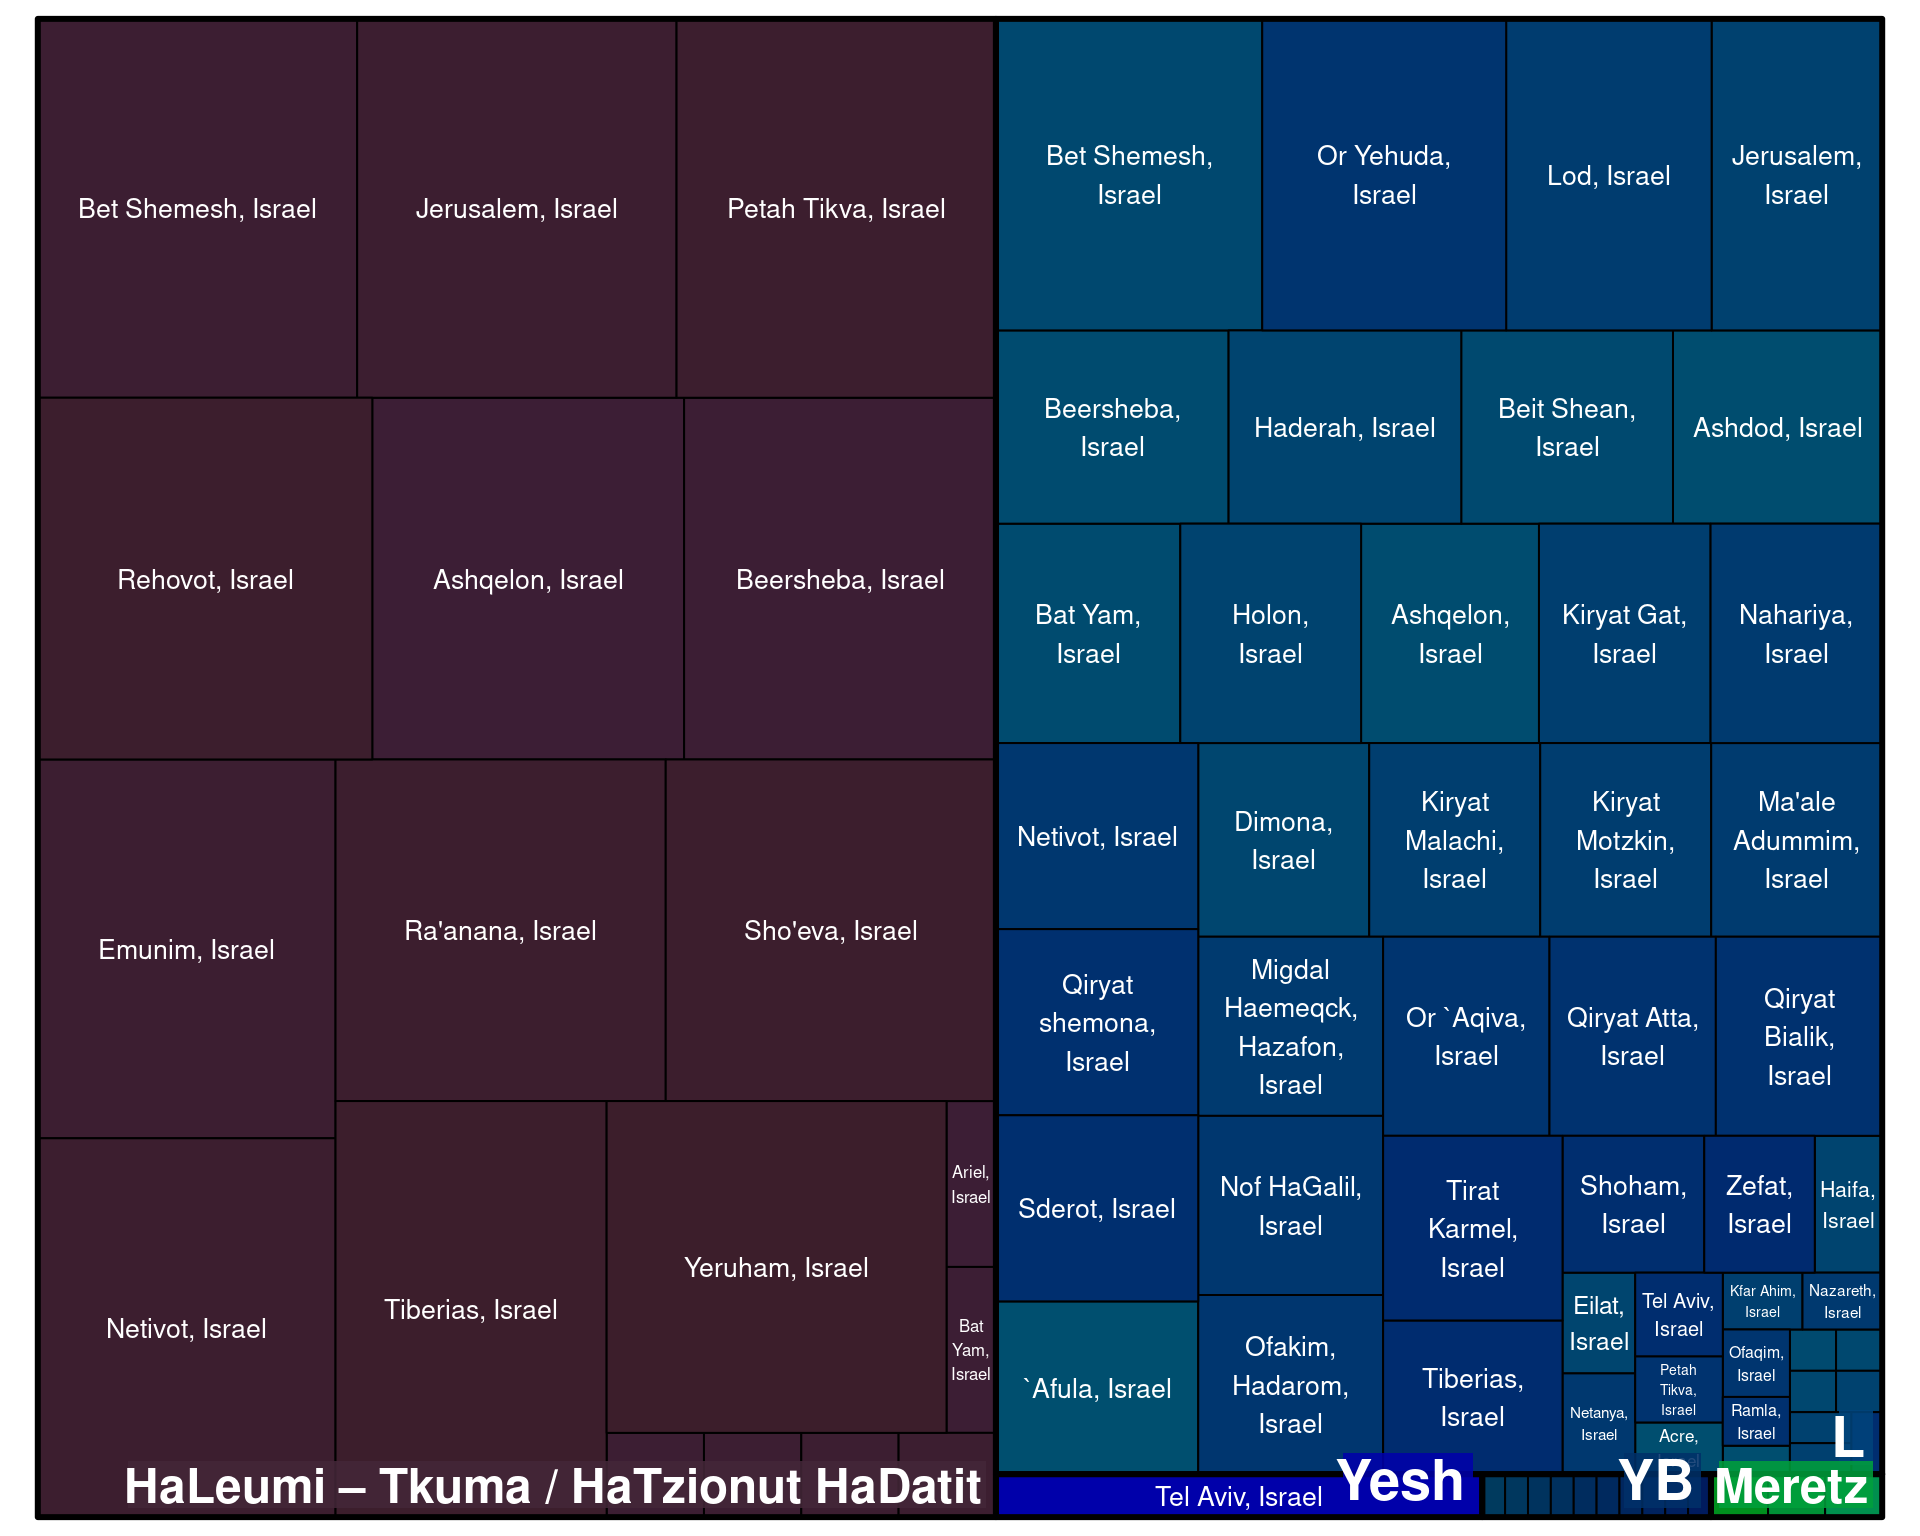 Bet Shemesh, Israel
Jerusalem, Israel
Petah Tikva, Israel
Rehovot, Israel
Ashqelon, Israel
Beersheba, Israel
Emunim, Israel
Ra'anana, Israel
Sho'eva, Israel
Netivot, Israel
Tiberias, Israel
Yeruham, Israel
Ariel,
Israel
Bat
Yam,
Israel
HaLeumi – Tkuma / HaTzionut HaDatit
Bet Shemesh,
Israel
Or Yehuda,
Israel
Lod, Israel
Jerusalem,
Israel
Beersheba,
Israel
Haderah, Israel
Beit Shean,
Israel
Ashdod, Israel
Bat Yam,
Israel
Holon,
Israel
Ashqelon,
Israel
Kiryat Gat,
Israel
Nahariya,
Israel
Netivot, Israel
Dimona,
Israel
Kiryat
Malachi,
Israel
Kiryat
Motzkin,
Israel
Ma'ale
Adummim,
Israel
Qiryat
shemona,
Israel
Migdal
Haemeqck,
Hazafon,
Israel
Or `Aqiva,
Israel
Qiryat Atta,
Israel
Qiryat
Bialik,
Israel
Sderot, Israel
Nof HaGalil,
Israel
Tirat
Karmel,
Israel
Shoham,
Israel
Zefat,
Israel
Haifa,
Israel
`Afula, Israel
Ofakim,
Hadarom,
Israel
Tiberias,
Israel
Eilat,
Israel
Tel Aviv,
Israel
Kfar Ahim,
Israel
Nazareth,
Israel
Netanya,
Israel
Petah
Tikva,
Israel
Ofaqim,
Israel
Ramla,
Israel
Acre,
L
Tel Aviv, Israel
Yesh
YB
Meretz